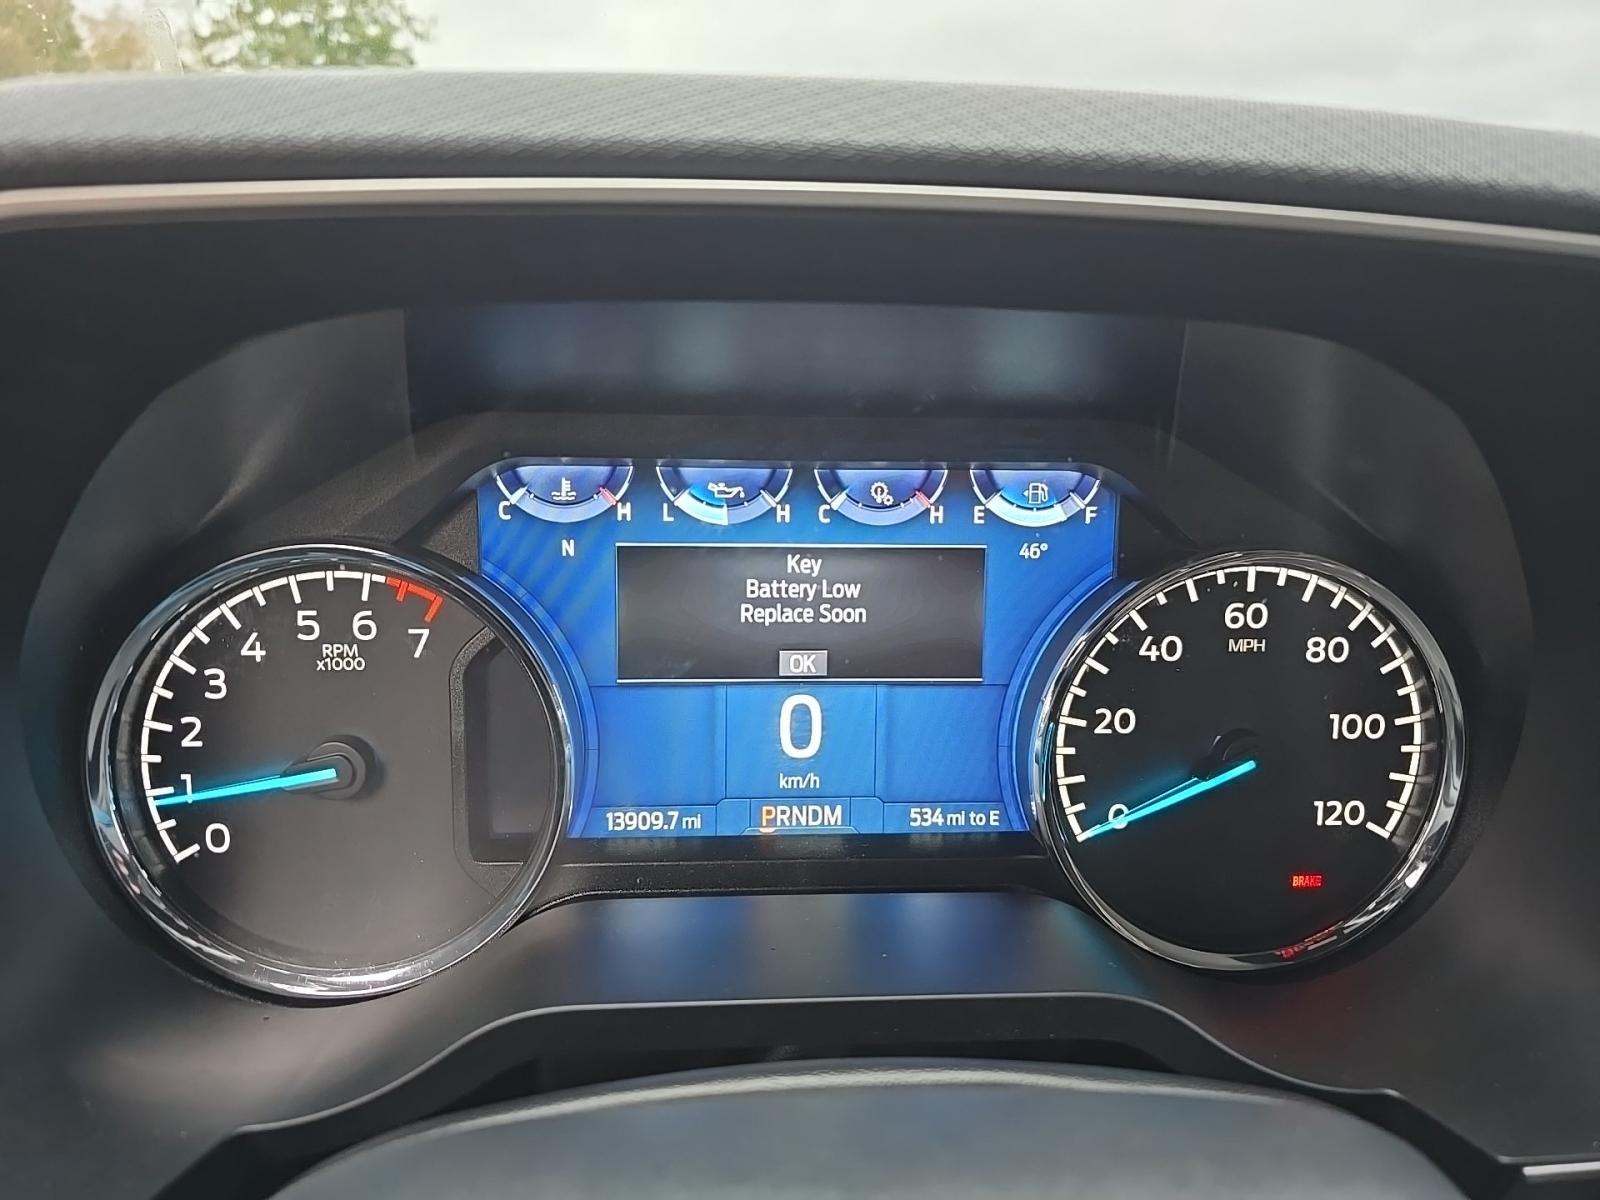 C H L H C H E F
N 46°
Key
Battery Low
Replace Soon
OK
0
km/h
13909.7 mi PRNDM 534 mi to E
0 1 2 3 4 5 6 7
RPM
x1000
0 20 40 60 80 100 120
MPH
BRAKE